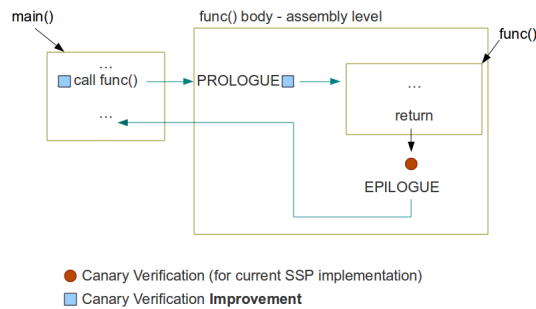 main()
func() body - assembly level
func()
...
call func()
...
PROLOGUE
...
return
EPILOGUE
Canary Verification (for current SSP implementation)
Canary Verification Improvement